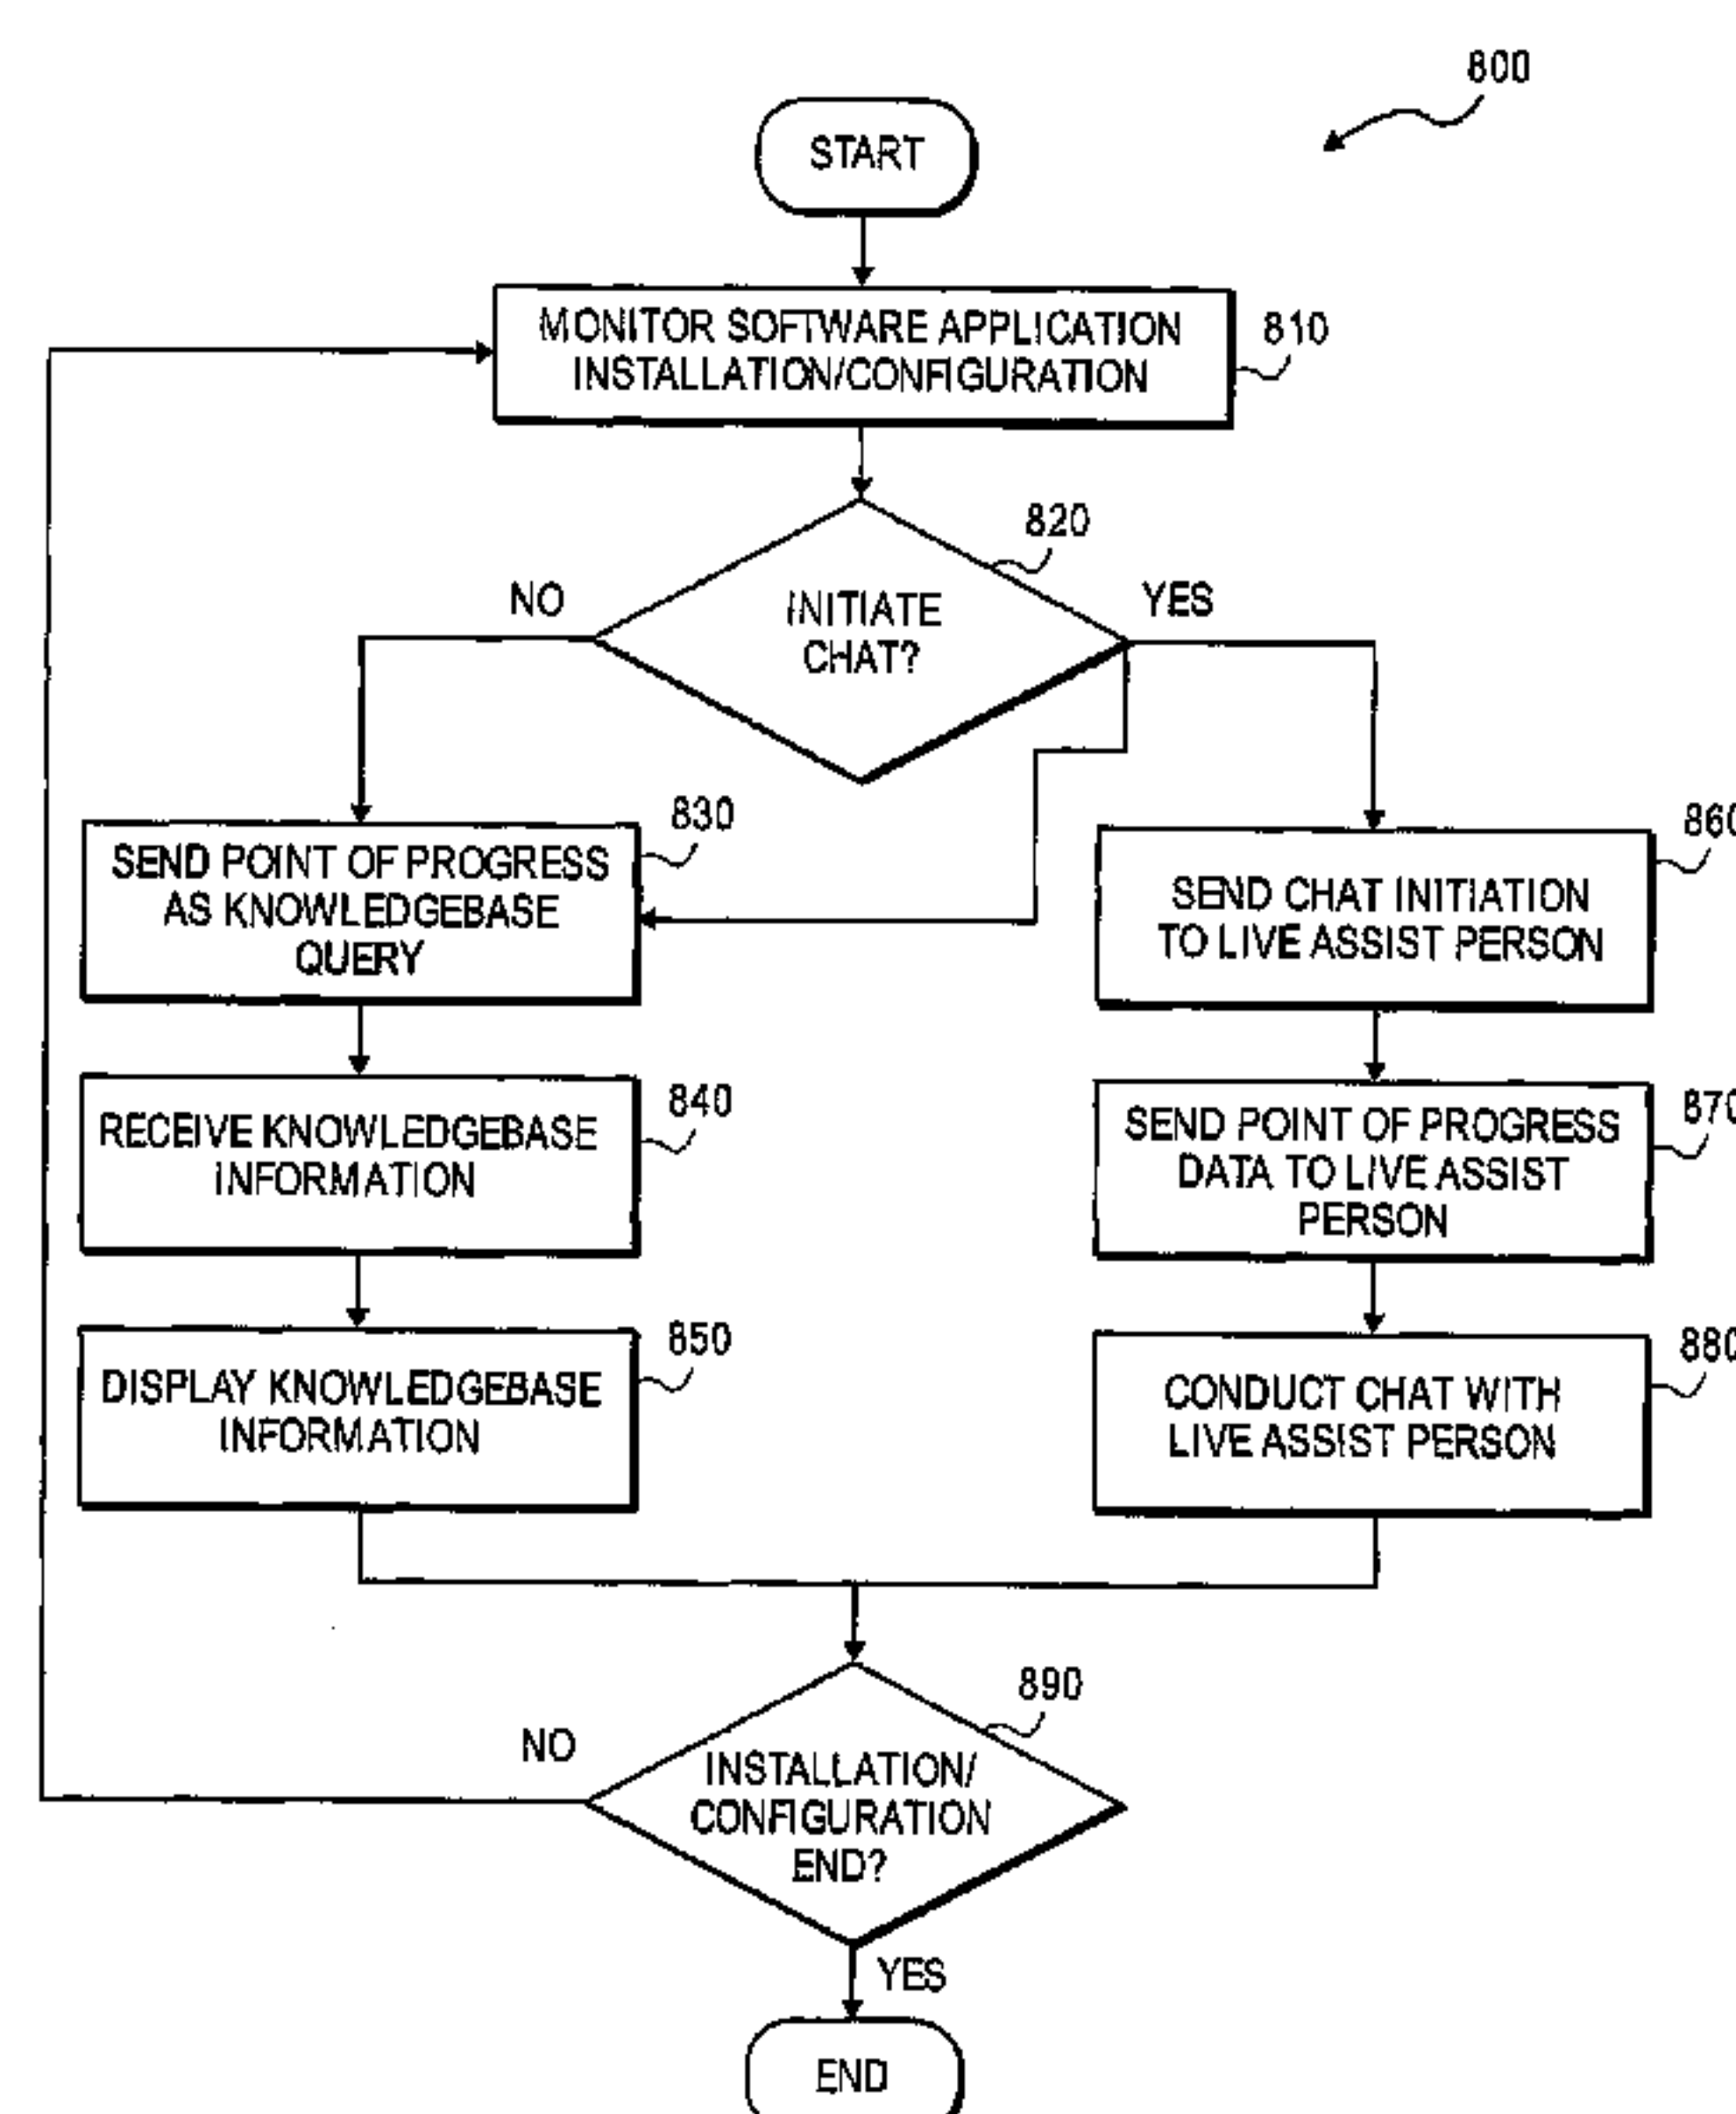 800
START
MONITOR SOFTWARE APPLICATION
INSTALLATION/CONFIGURATION
810
820
NO
INITIATE
CHAT?
YES
830
SEND POINT OF PROGRESS
AS KNOWLEDGEBASE
QUERY
860
SEND CHAT INITIATION
TO LIVE ASSIST PERSON
840
RECEIVE KNOWLEDGEBASE
INFORMATION
870
SEND POINT OF PROGRESS
DATA TO LIVE ASSIST
PERSON
850
DISPLAY KNOWLEDGEBASE
INFORMATION
880
CONDUCT CHAT WITH
LIVE ASSIST PERSON
890
NO
INSTALLATION/
CONFIGURATION
END?
YES
END